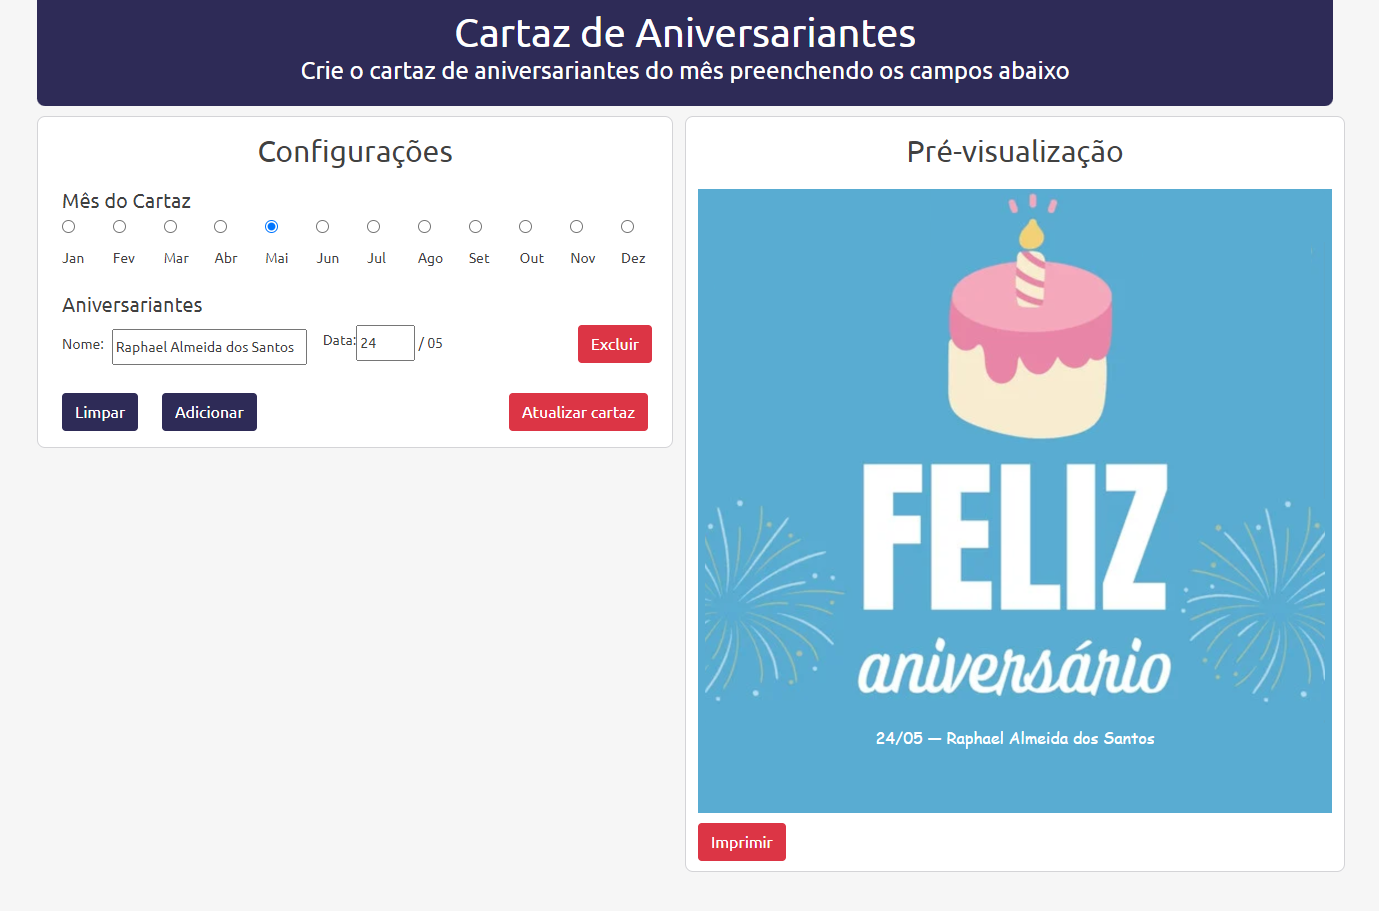 Cartaz de Aniversariantes
Crie o cartaz de aniversariantes do mês preenchendo os campos abaixo
Configurações
Mês do Cartaz
Jan Fev Mar Abr Mai Jun Jul Ago Set Out Nov Dez
Aniversariantes
Nome: Raphael Almeida dos Santos Data: 24 / 05 Excluir
Limpar Adicionar Atualizar cartaz
Pré-visualização
FELIZ
aniversário
24/05 — Raphael Almeida dos Santos
Imprimir